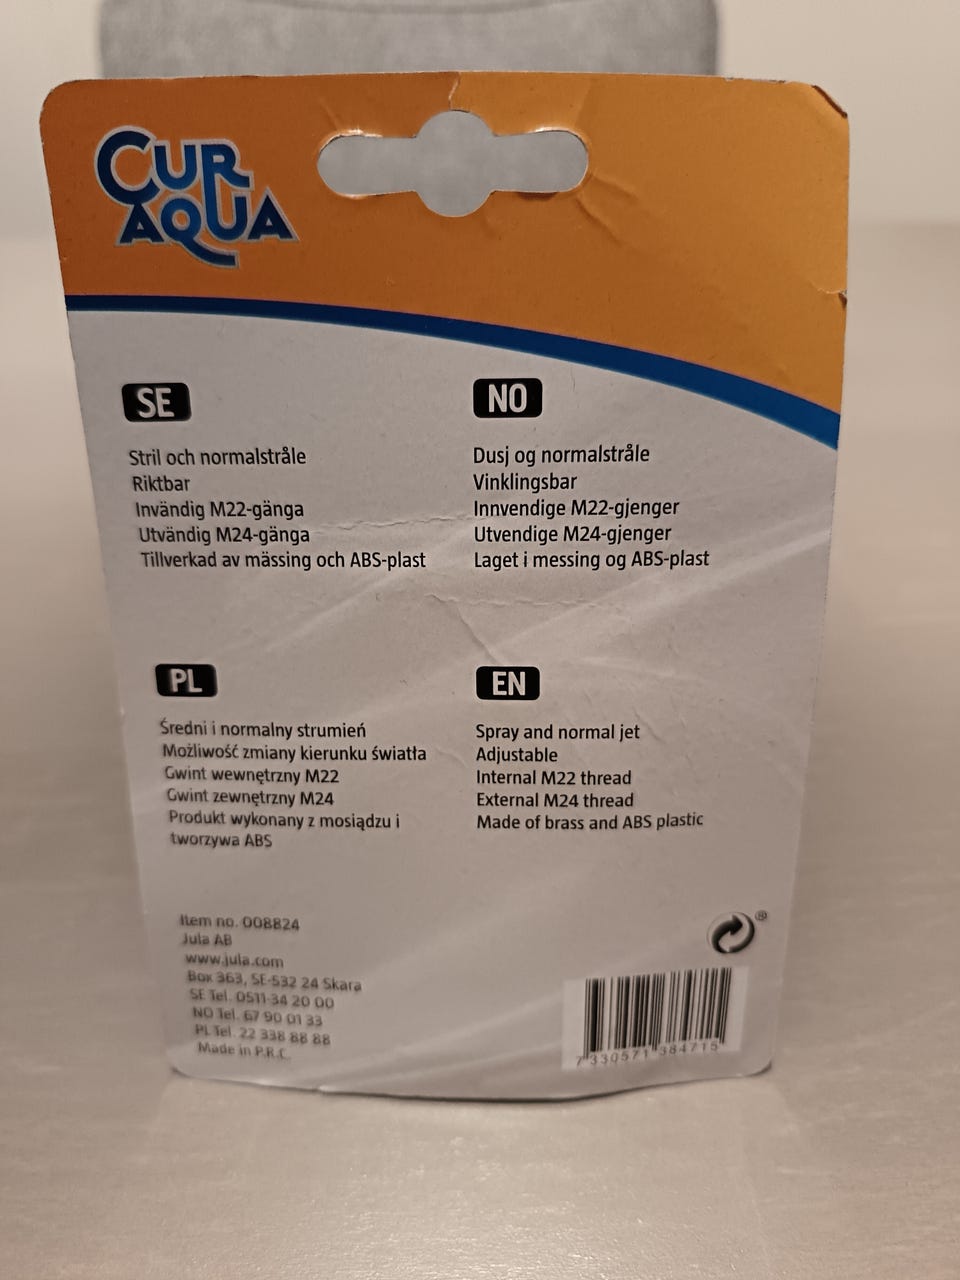 CUR
AQUA
SE
Stril och normalstråle
Riktbar
Invändig M22-gänga
Utvändig M24-gänga
Tillverkad av mässing och ABS-plast
NO
Dusj og normalstråle
Vinklingsbar
Innvendige M22-gjenger
Utvendige M24-gjenger
Laget i messing og ABS-plast
PL
Średni i normalny strumień
Możliwość zmiany kierunku światła
Gwint wewnętrzny M22
Gwint zewnętrzny M24
Produkt wykonany z mosiądzu i
tworzywa ABS
EN
Spray and normal jet
Adjustable
Internal M22 thread
External M24 thread
Made of brass and ABS plastic
Item no. 008824
Jula AB
www.jula.com
Box 363, SE-532 24 Skara
SE Tel. 0511-34 20 00
NO Tel. 67 90 01 33
PL Tel. 22 338 88 88
Made in P.R.C.
®
7 330571 384715